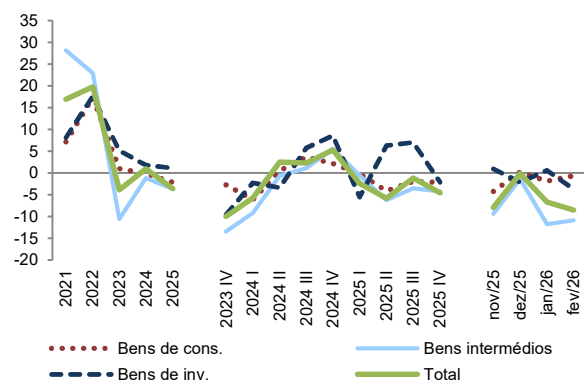 35
30
25
20
15
10
5
0
-5
-10
-15
-20
2021
2022
2023
2024
2025
2023 IV
2024 I
2024 II
2024 III
2024 IV
2025 I
2025 II
2025 III
2025 IV
nov/25
dez/25
jan/26
fev/26
Bens de cons. Bens intermédios
Bens de inv. Total